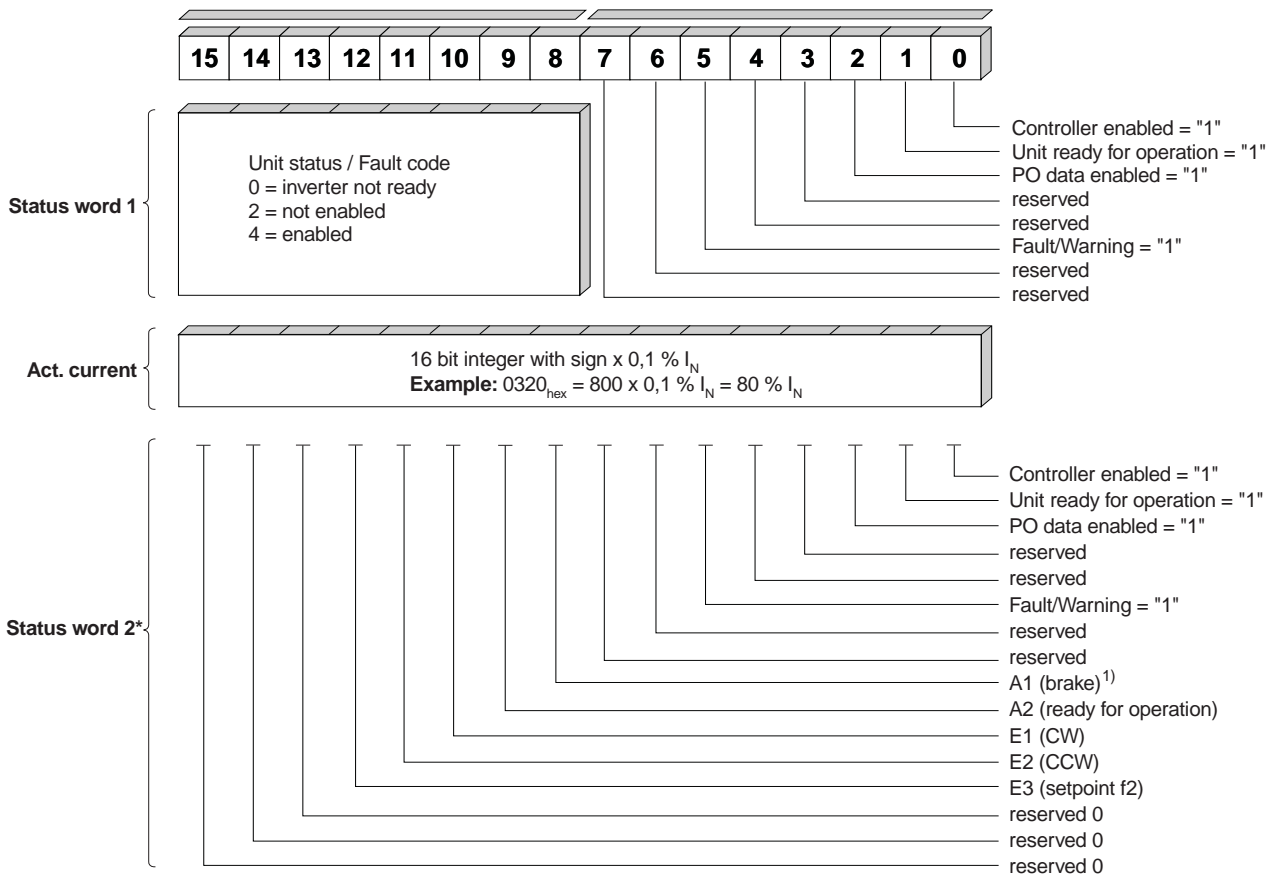 15 14 13 12 11 10 9 8 7 6 5 4 3 2 1 0
Status word 1
Unit status / Fault code
0 = inverter not ready
2 = not enabled
4 = enabled
Controller enabled = "1"
Unit ready for operation = "1"
PO data enabled = "1"
reserved
reserved
Fault/Warning = "1"
reserved
reserved
Act. current
16 bit integer with sign x 0,1 % I_N
Example: 0320_hex = 800 x 0,1 % I_N = 80 % I_N
Status word 2*
Controller enabled = "1"
Unit ready for operation = "1"
PO data enabled = "1"
reserved
reserved
Fault/Warning = "1"
reserved
reserved
A1 (brake)¹⁾
A2 (ready for operation)
E1 (CW)
E2 (CCW)
E3 (setpoint f2)
reserved 0
reserved 0
reserved 0